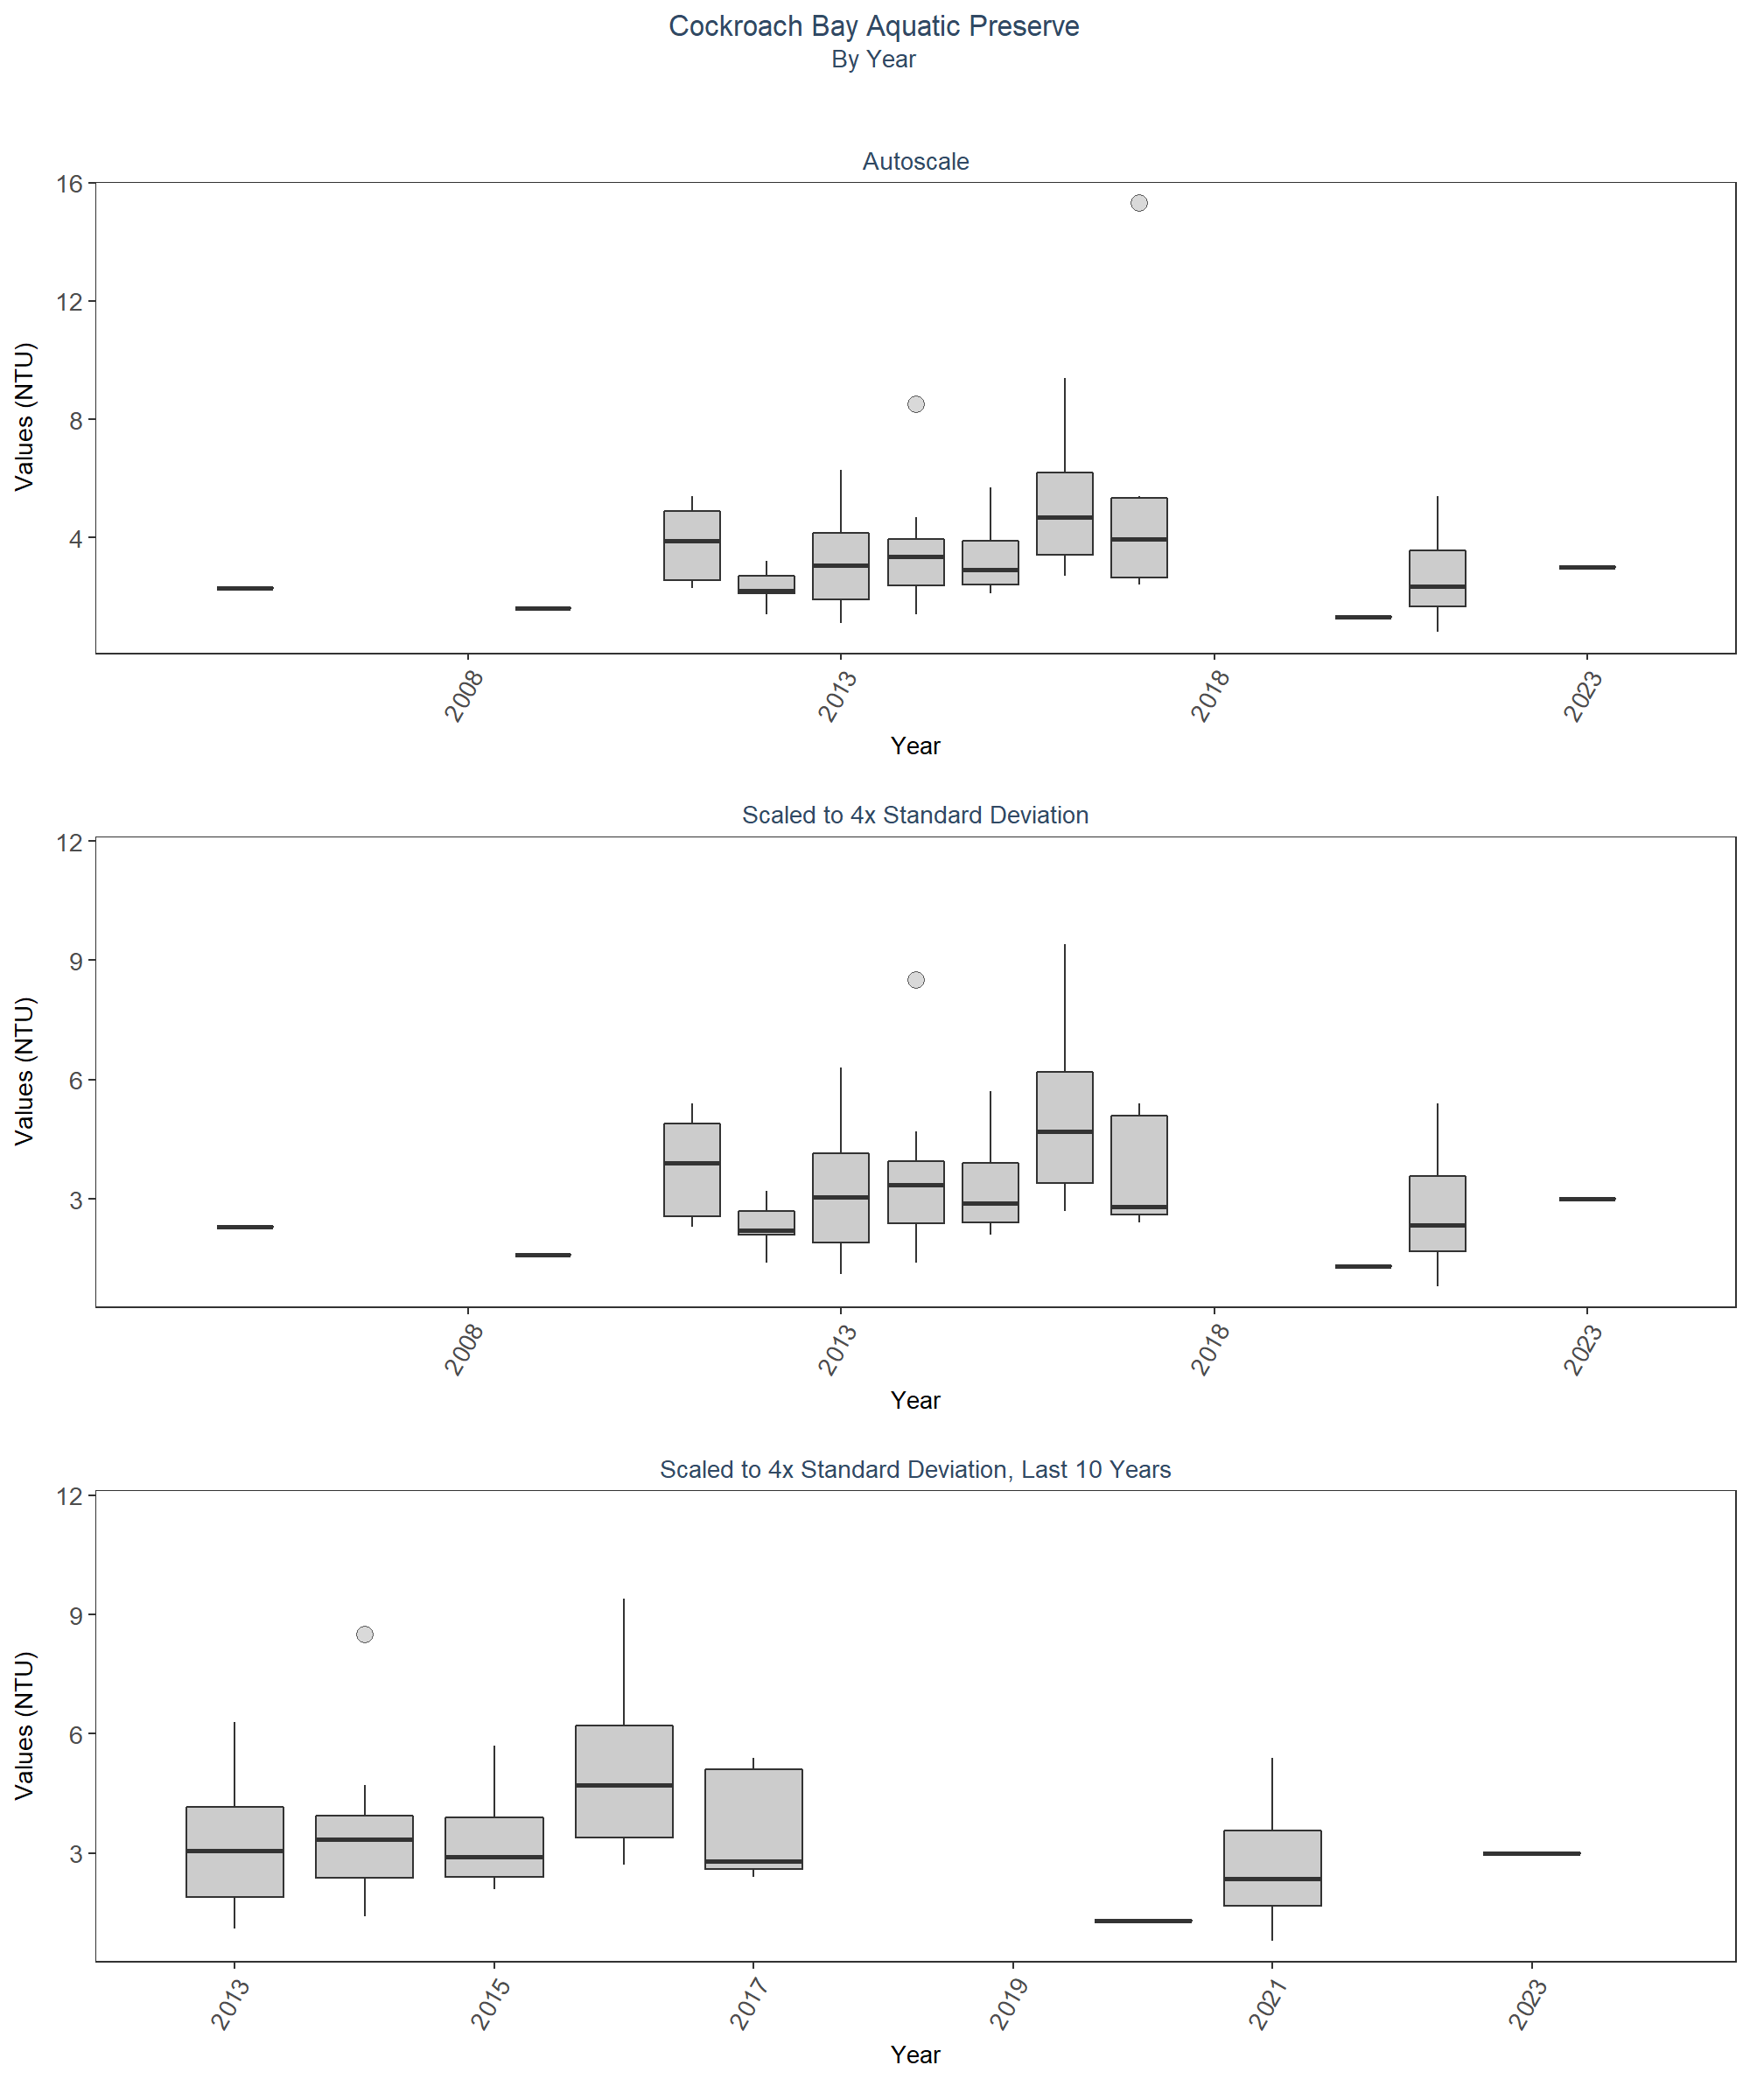 Cockroach Bay Aquatic Preserve
By Year
Autoscale
16
12
8
4
Values (NTU)
2008
2013
2018
2023
Year
Scaled to 4x Standard Deviation
12
9
6
3
Values (NTU)
2008
2013
2018
2023
Year
Scaled to 4x Standard Deviation, Last 10 Years
12
9
6
3
Values (NTU)
2013
2015
2017
2019
2021
2023
Year